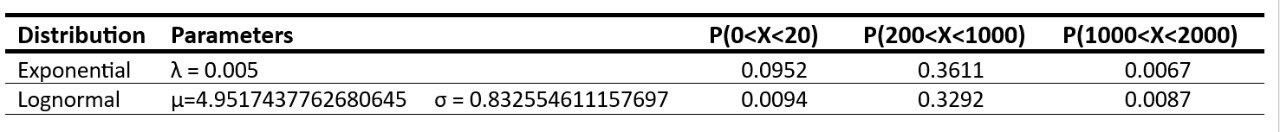 Distribution Parameters P(0<X<20) P(200<X<1000) P(1000<X<2000)
Exponential λ = 0.005 0.0952 0.3611 0.0067
Lognormal μ=4.9517437762680645 σ = 0.832554611157697 0.0094 0.3292 0.0087